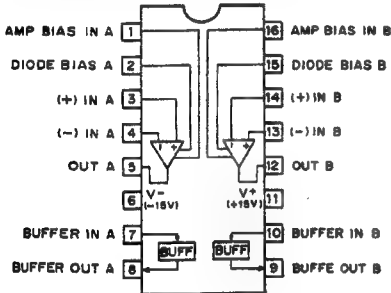 AMP BIAS IN A 1 16 AMP BIAS IN B
DIODE BIAS A 2 15 DIODE BIAS B
(+) IN A 3 14 (+) IN B
(-) IN A 4 13 (-) IN B
- + - +
OUT A 5 12 OUT B
V- V+
6 (-15V) (+15V) 11
BUFFER IN A 7 10 BUFFER IN B
BUFF BUFF
BUFFER OUT A 8 9 BUFFE OUT B